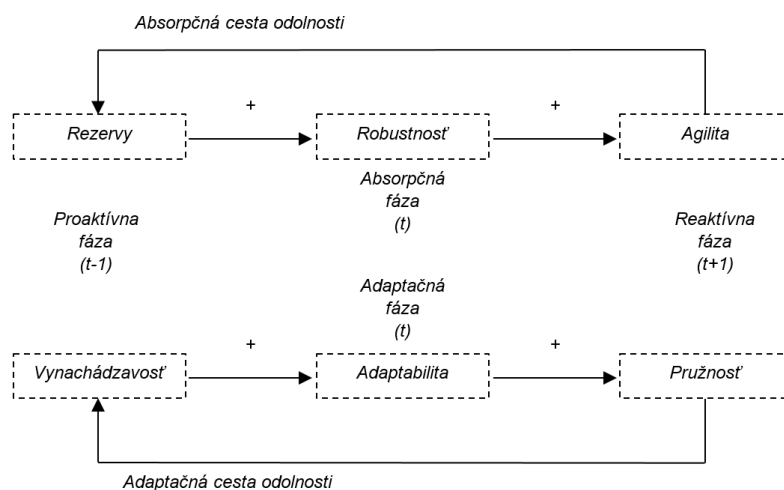 Absorpčná cesta odolnosti
+ +
Rezervy Robustnosť Agilita
Absorpčná
fáza
(t)
Proaktívna
fáza
(t-1)
Reaktívna
fáza
(t+1)
Adaptačná
fáza
(t)
+ +
Vynachádzavosť Adaptabilita Pružnosť
Adaptačná cesta odolnosti